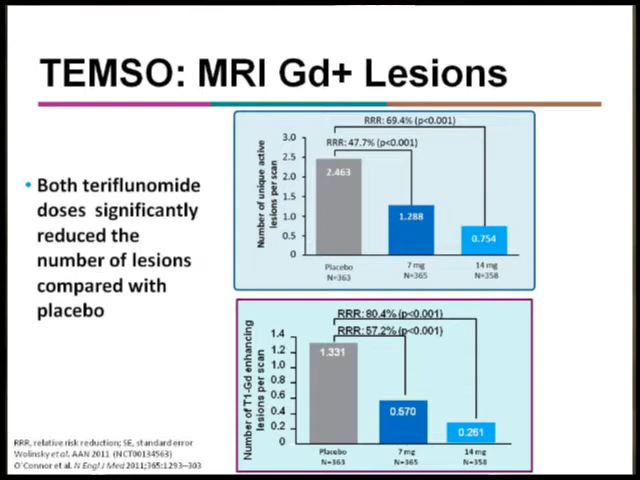 TEMSO: MRI Gd+ Lesions
• Both teriflunomide
doses significantly
reduced the
number of lesions
compared with
placebo
RRR: 69.4% (p<0.001)
RRR: 47.7% (p<0.001)
Number of unique active
lesions per scan
3.0
2.5
2.0
1.5
1.0
0.5
0
2.463
1.288
0.754
Placebo
N=363
7 mg
N=365
14 mg
N=358
RRR: 80.4% (p<0.001)
RRR: 57.2% (p<0.001)
Number of T1-Gd enhancing
lesions per scan
1.4
1.2
1.0
0.8
0.6
0.4
0.2
0
1.331
0.570
0.261
Placebo
N=363
7 mg
N=365
14 mg
N=358
RRR, relative risk reduction; SE, standard error
Wolinsky et al. AAN 2011 (NCT00134563)
O'Connor et al. N Engl J Med 2011;365:1293–303